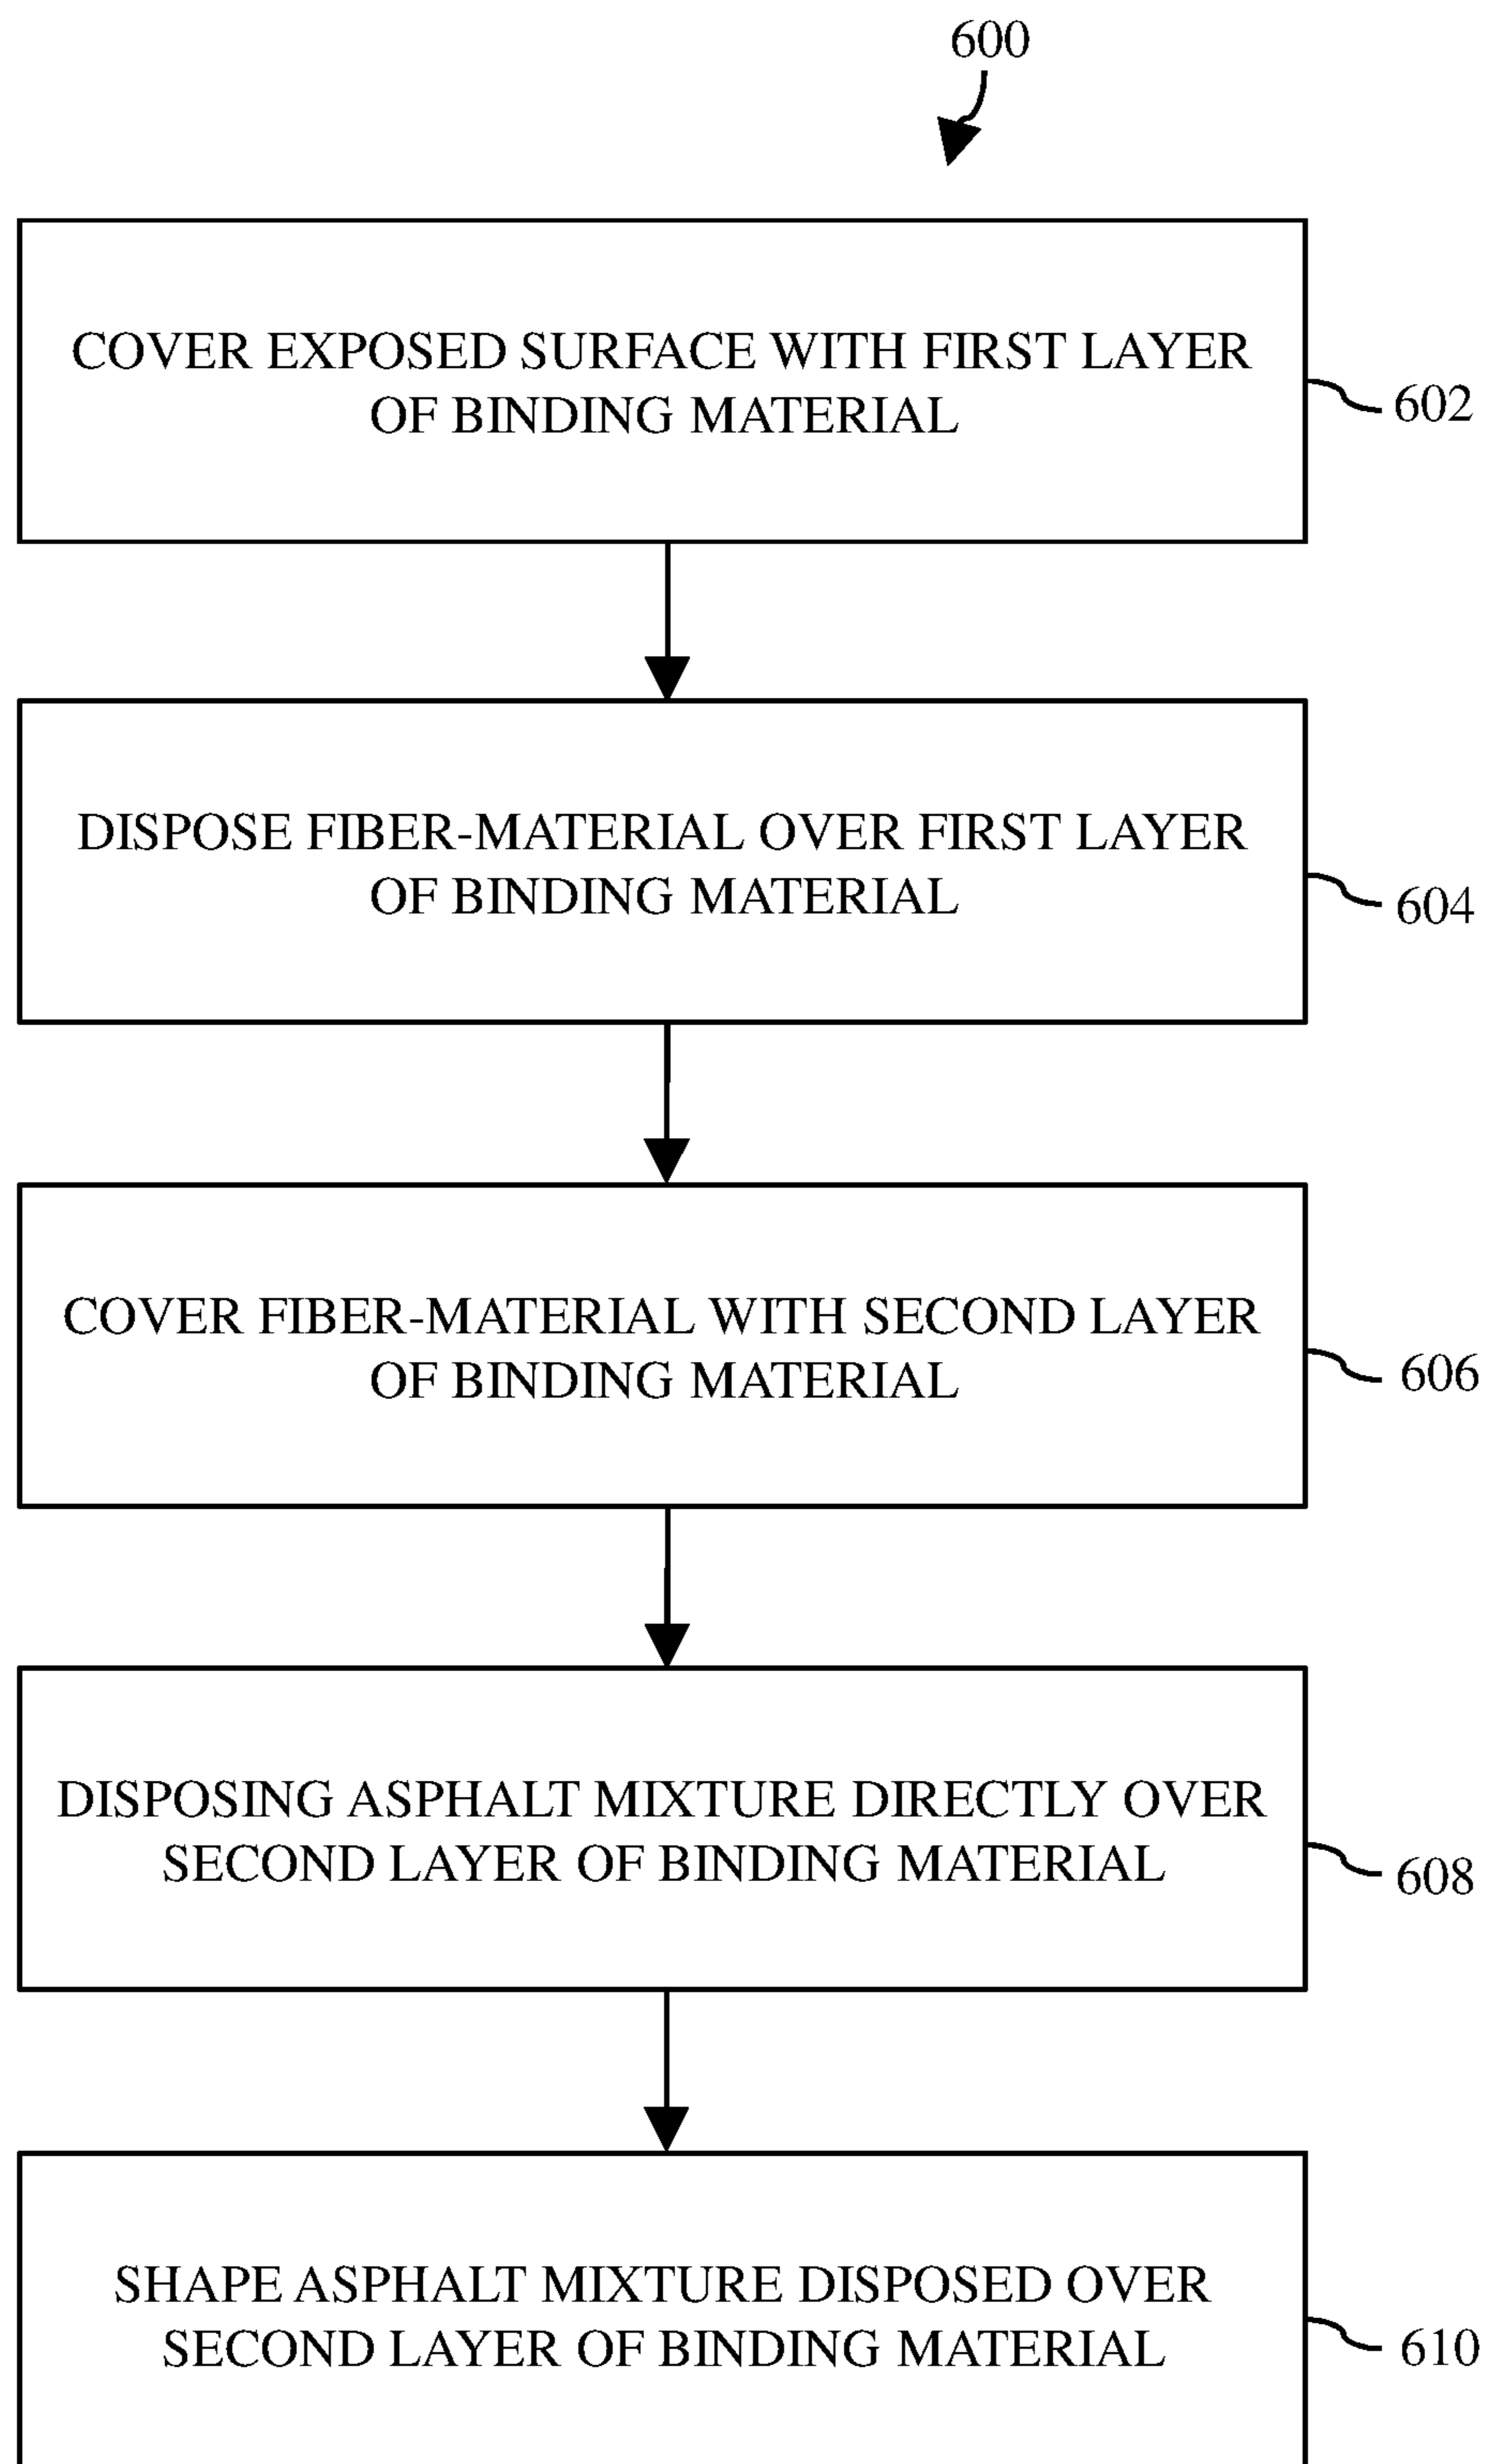 600
COVER EXPOSED SURFACE WITH FIRST LAYER
OF BINDING MATERIAL
602
DISPOSE FIBER-MATERIAL OVER FIRST LAYER
OF BINDING MATERIAL
604
COVER FIBER-MATERIAL WITH SECOND LAYER
OF BINDING MATERIAL
606
DISPOSING ASPHALT MIXTURE DIRECTLY OVER
SECOND LAYER OF BINDING MATERIAL
608
SHAPE ASPHALT MIXTURE DISPOSED OVER
SECOND LAYER OF BINDING MATERIAL
610